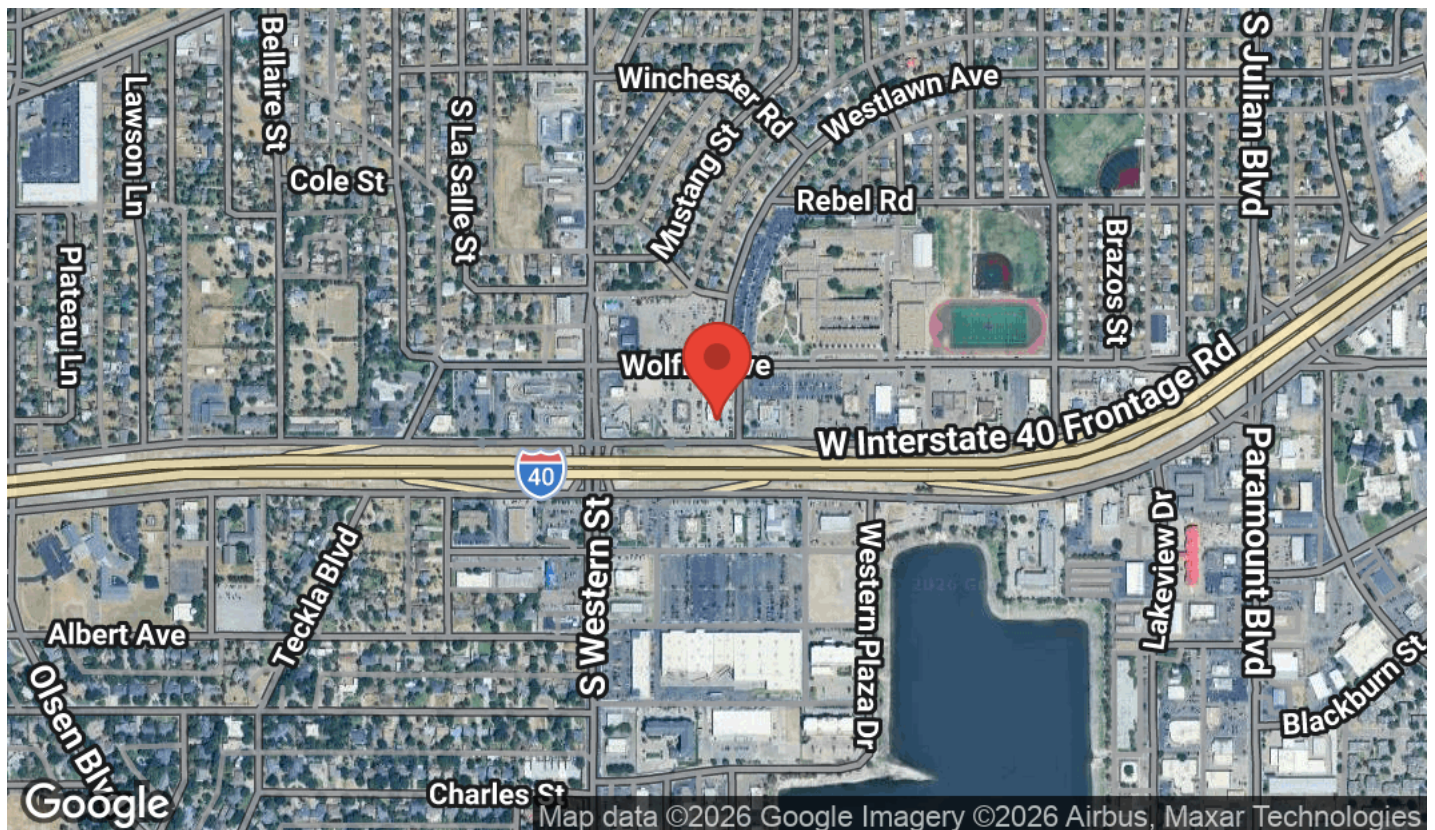 Bellaire St
Lawson Ln
S La Salle St
Winchester Rd
Westlawn Ave
S Julian Blvd
Mustang St
Cole St
Rebel Rd
Plateau Ln
Brazos St
Ave
W Interstate 40 Frontage Rd
40
S Western St
Western Plaza Dr
Lakeview Dr
Paramount Blvd
Teckla Blvd
Albert Ave
Olsen Blvd
Blackburn St
Charles St
Google
Map data ©2026 Google Imagery ©2026 Airbus, Maxar Technologies